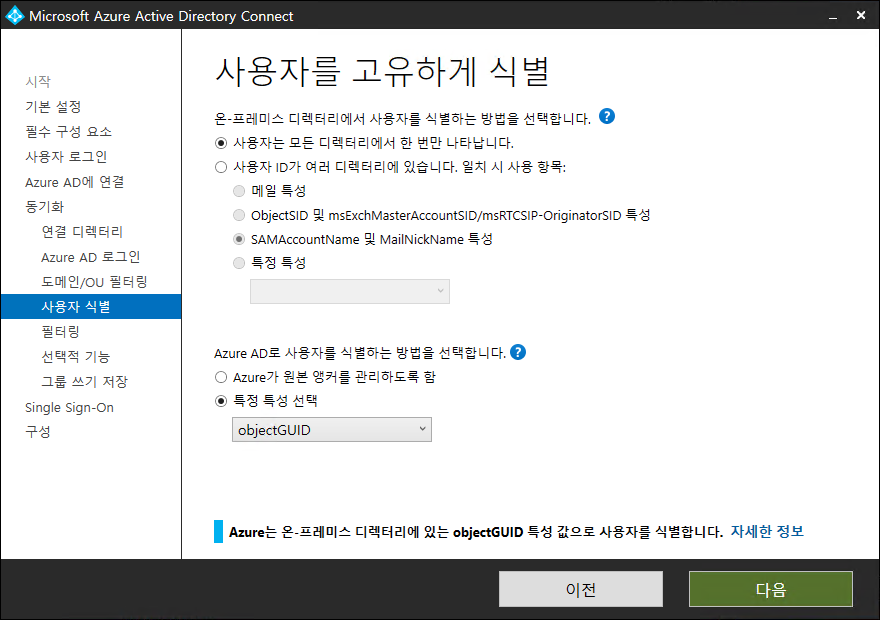 Microsoft Azure Active Directory Connect
시작
기본 설정
필수 구성 요소
사용자 로그인
Azure AD에 연결
동기화
연결 디렉터리
Azure AD 로그인
도메인/OU 필터링
사용자 식별
필터링
선택적 기능
그룹 쓰기 저장
Single Sign-On
구성
사용자를 고유하게 식별
온-프레미스 디렉터리에서 사용자를 식별하는 방법을 선택합니다. ?
사용자는 모든 디렉터리에서 한 번만 나타납니다.
사용자 ID가 여러 디렉터리에 있습니다. 일치 시 사용 항목:
메일 특성
ObjectSID 및 msExchMasterAccountSID/msRTCSIP-OriginatorSID 특성
SAMAccountName 및 MailNickName 특성
특정 특성
Azure AD로 사용자를 식별하는 방법을 선택합니다. ?
Azure가 원본 앵커를 관리하도록 함
특정 특성 선택
objectGUID
Azure는 온-프레미스 디렉터리에 있는 objectGUID 특성 값으로 사용자를 식별합니다. 자세한 정보
이전
다음